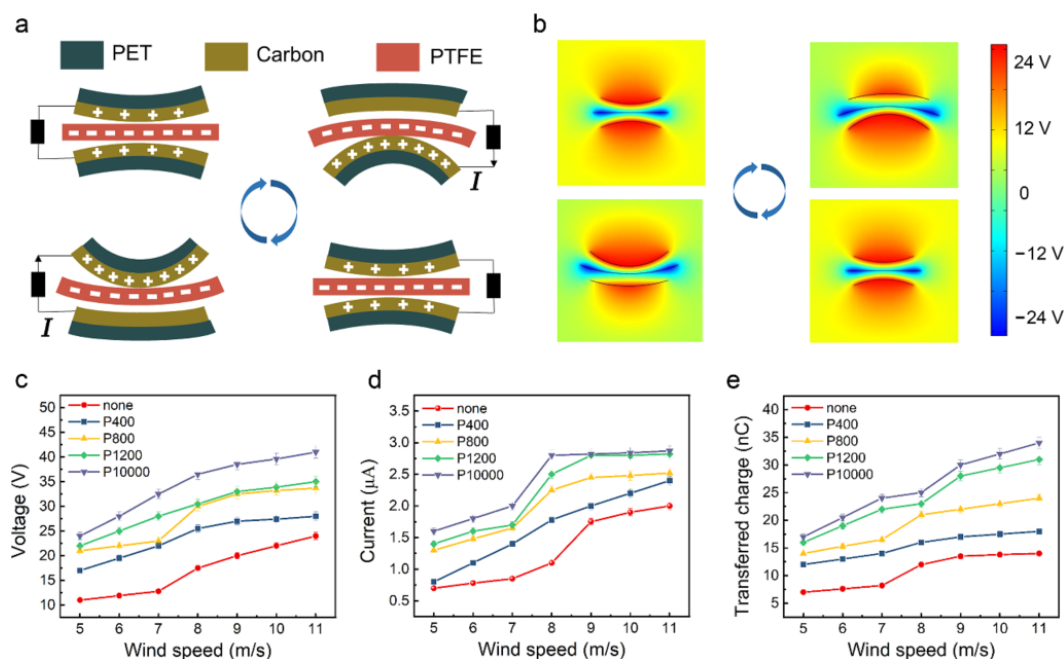 a
PET
Carbon
PTFE
I
I
b
24 V
12 V
0
−12 V
−24 V
c
none
P400
P800
P1200
P10000
Voltage (V)
50
45
40
35
30
25
20
15
10
5 6 7 8 9 10 11
Wind speed (m/s)
d
none
P400
P800
P1200
P10000
Current (μA)
3.5
3.0
2.5
2.0
1.5
1.0
0.5
5 6 7 8 9 10 11
Wind speed (m/s)
e
none
P400
P800
P1200
P10000
Transferred charge (nC)
40
35
30
25
20
15
10
5
5 6 7 8 9 10 11
Wind speed (m/s)